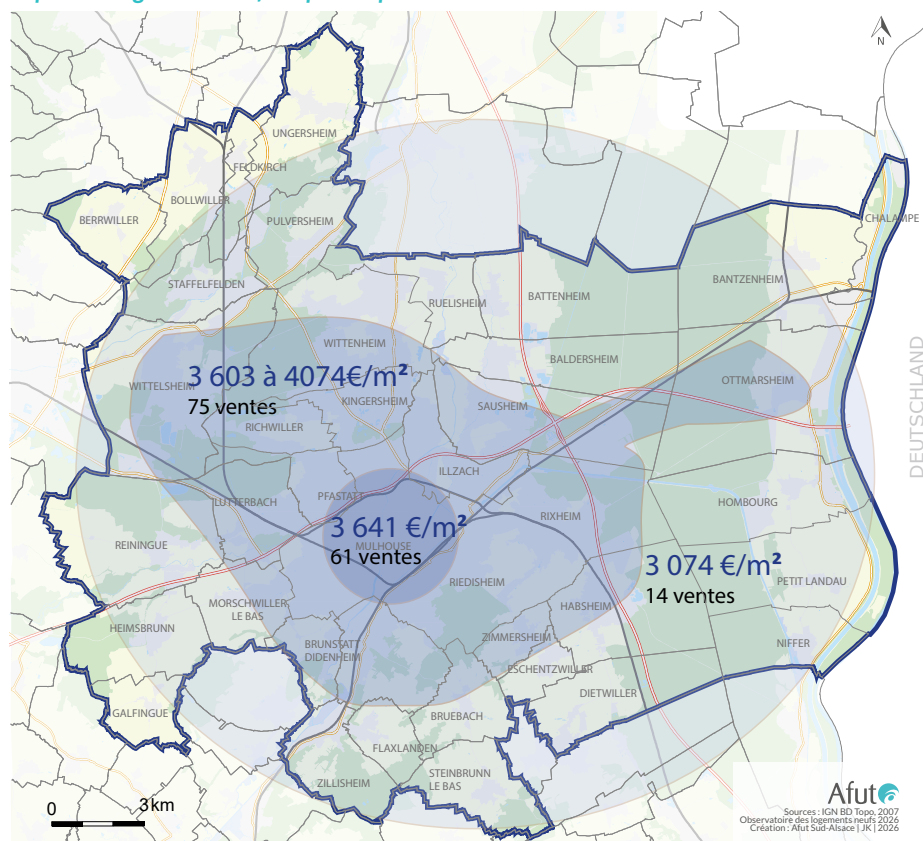 N
UNGERSHEIM
FELDKIRCH
BOLLWILLER
BERRWILLER
PULVERSHEIM
CHALAMPE
STAFFELFELDEN
BANTZENHEIM
RUELISHEIM
BATTENHEIM
WITTENHEIM
BALDERSHEIM
DEUTSCHLAND
3 603 à 4074€/m²
75 ventes
WITTELSHEIM
OTTMARSHEIM
KINGERSHEIM
SAUSHEIM
RICHWILLER
ILLZACH
LUTTERBACH
PFASTATT
HOMBOURG
RIXHEIM
3 641 €/m²
61 ventes
MULHOUSE
REININGUE
3 074 €/m²
14 ventes
RIEDISHEIM
PETIT LANDAU
MORSCHWILLER
LE BAS
HABSHEIM
HEIMSBRUNN
ZIMMERSHEIM
NIFFER
BRUNSTATT
DIDENHEIM
ESCHENTZWILLER
DIETWILLER
GALFINGUE
BRUEBACH
FLAXLANDEN
STEINBRUNN
LE BAS
ZILLISHEIM
0 3 km
Afut
Sources : IGN BD Topo, 2007
Observatoire des logements neufs 2026
Création : Afut Sud-Alsace | JK | 2026